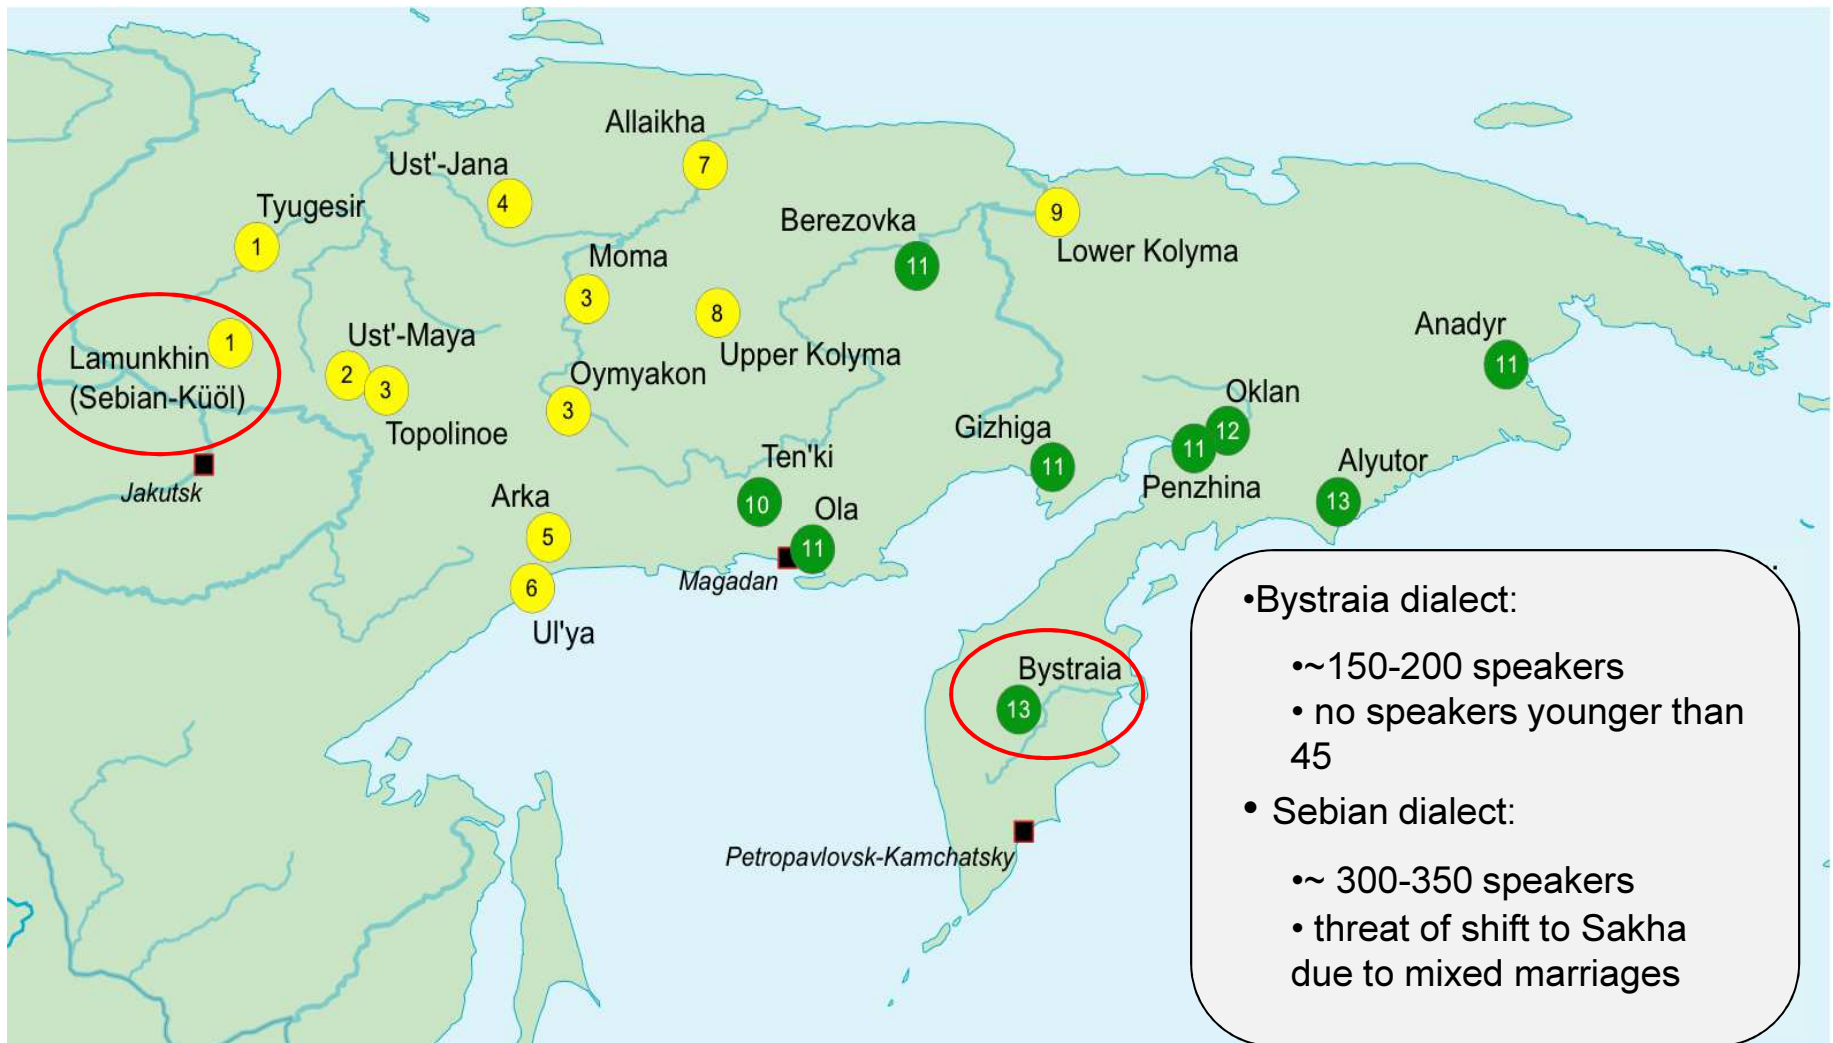 Allaikha
7
Ust'-Jana
4
Tyugesir
1
Berezovka
11
9
Lower Kolyma
Moma
3
8
Upper Kolyma
Lamunkhin
(Sebian-Küöl)
1
Ust'-Maya
2
3
Topolinoe
Oymyakon
3
Anadyr
11
Oklan
12
11
Penzhina
Gizhiga
11
Alyutor
13
Jakutsk
Ten'ki
10
Arka
5
Ola
11
Magadan
6
Ul'ya
Bystraia
13
Petropavlovsk-Kamchatsky
.
•Bystraia dialect:
•~150-200 speakers
• no speakers younger than
45
• Sebian dialect:
•~ 300-350 speakers
• threat of shift to Sakha
due to mixed marriages